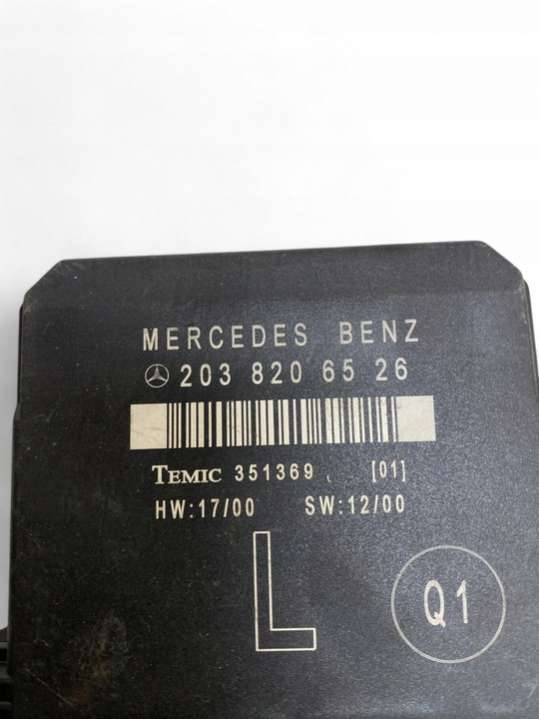 MERCEDES BENZ
203 820 65 26
TEMIC 351369 [01]
HW:17/00 SW:12/00
L
Q1